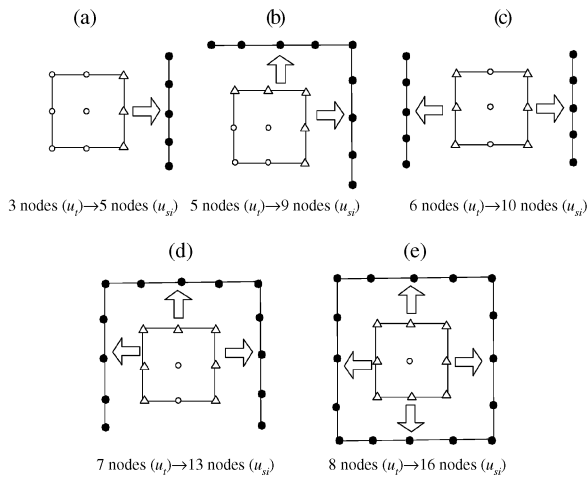 (a)
(b)
(c)
3 nodes (u_t)→5 nodes (u_si)
5 nodes (u_t)→9 nodes (u_si)
6 nodes (u_t)→10 nodes (u_si)
(d)
(e)
7 nodes (u_t)→13 nodes (u_si)
8 nodes (u_t)→16 nodes (u_si)